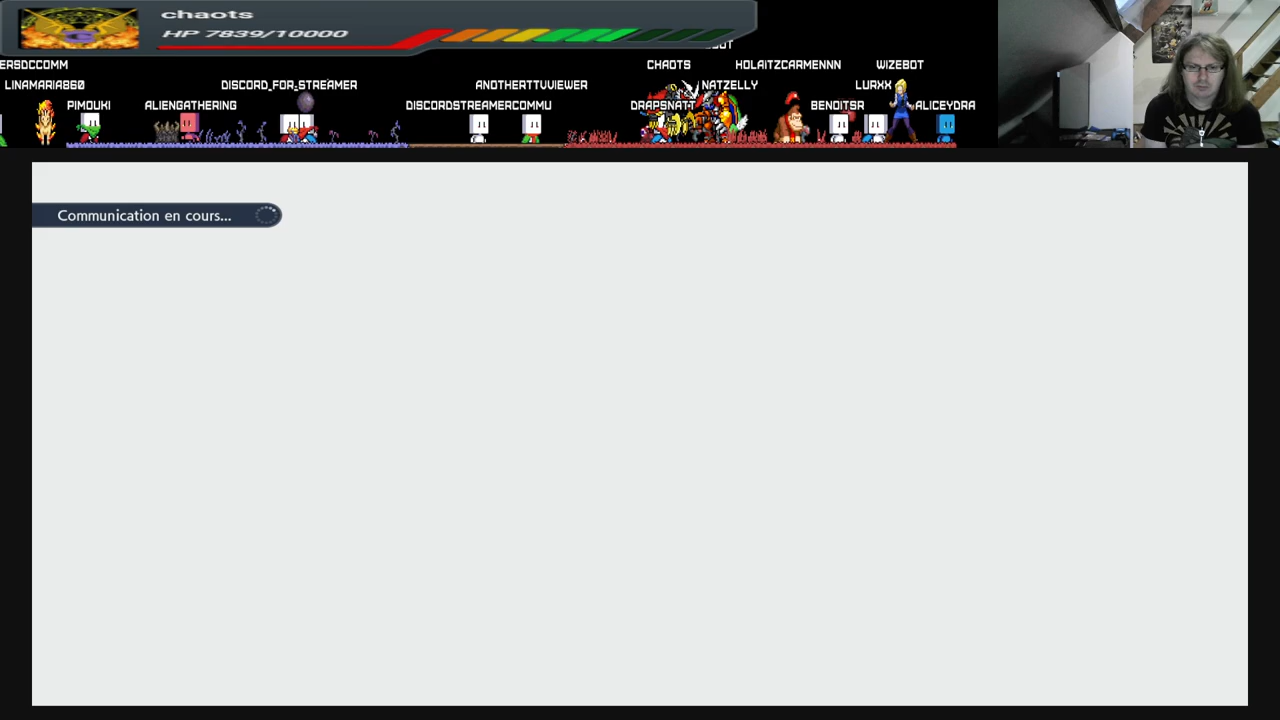 chaots
HP 7839/10000
ERSDCCOMM
CHAOTS
HOLAITZCARMENNN
WIZEBOT
LINAMARIA860
DISCORD_FOR_STREAMER
ANOTHERTTVVIEWER
NATZELLY
LURXX
PIMOUKI
ALIENGATHERING
DISCORDSTREAMERCOMMU
DRAPSNATT
BENOITSR
ALICEYDRA
Communication en cours...